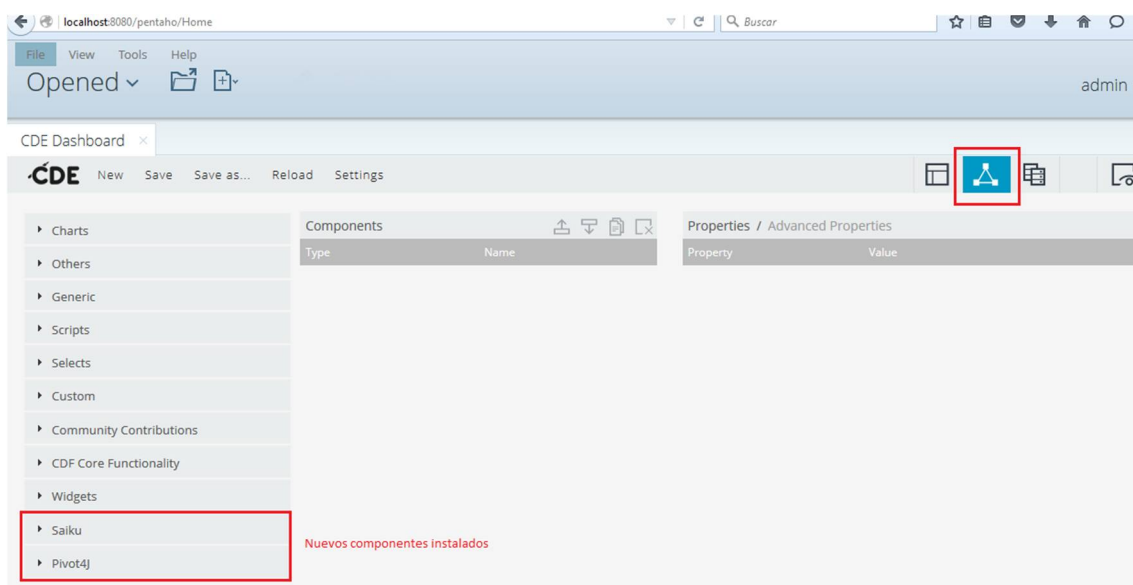 localhost:8080/pentaho/Home
Buscar
File View Tools Help
Opened
admin
CDE Dashboard
CDE New Save Save as... Reload Settings
Charts
Others
Generic
Scripts
Selects
Custom
Community Contributions
CDF Core Functionality
Widgets
Saiku
Pivot4J
Components
Type Name
Properties / Advanced Properties
Property Value
Nuevos componentes instalados